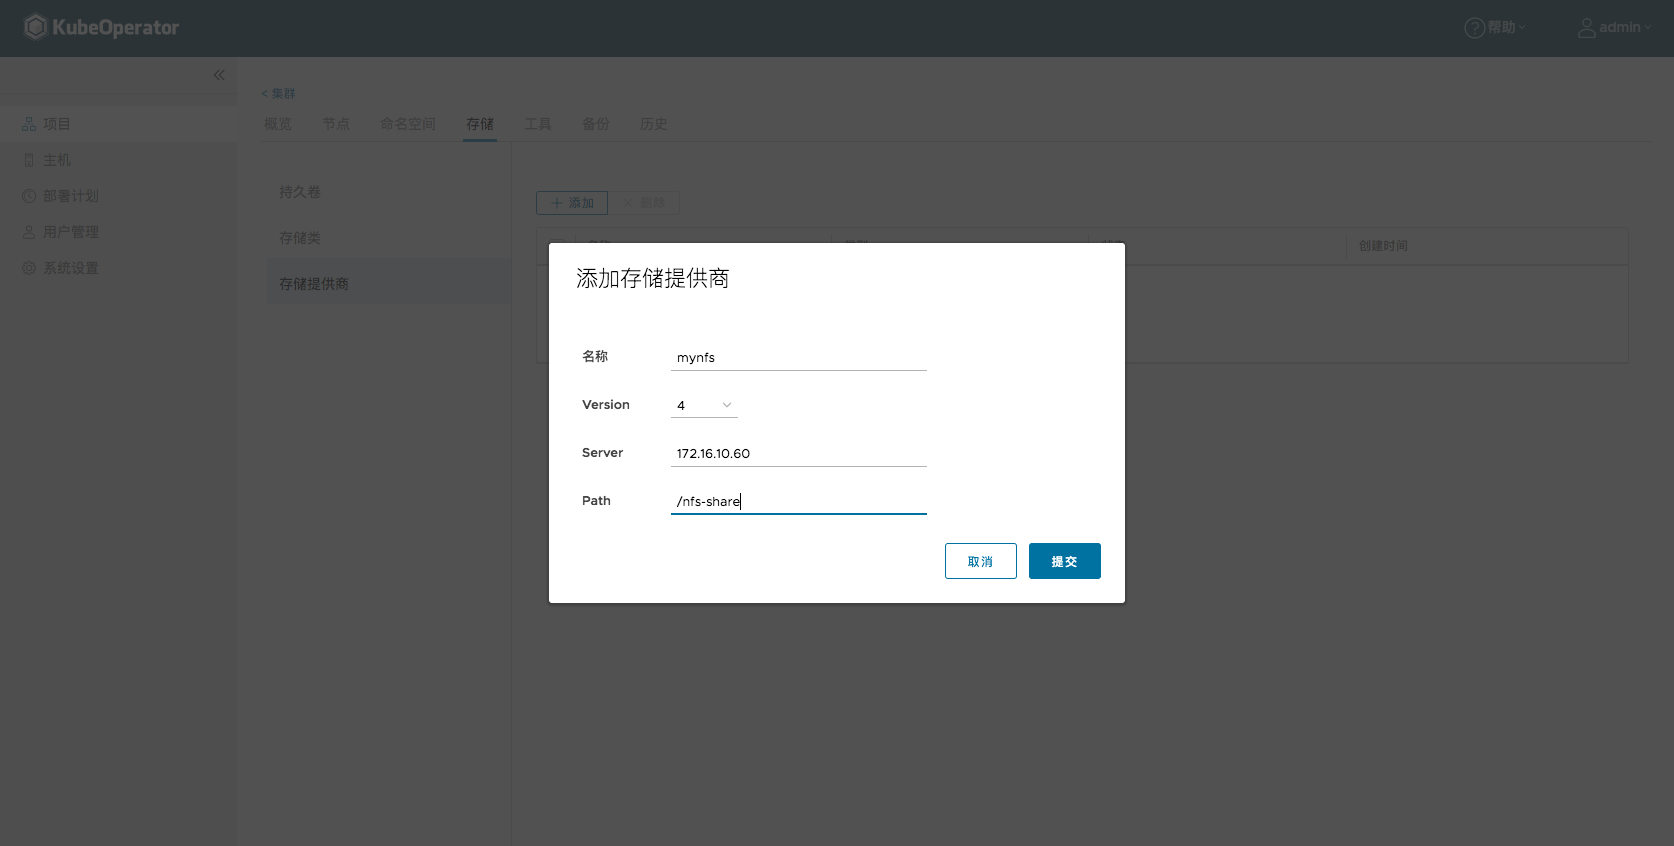 KubeOperator
帮助
admin
< 集群
概览 节点 命名空间 存储 工具 备份 历史
项目
主机
部署计划
用户管理
系统设置
持久卷
存储类
存储提供商
添加 删除
创建时间
添加存储提供商
名称 mynfs
Version 4
Server 172.16.10.60
Path /nfs-share
取消 提交